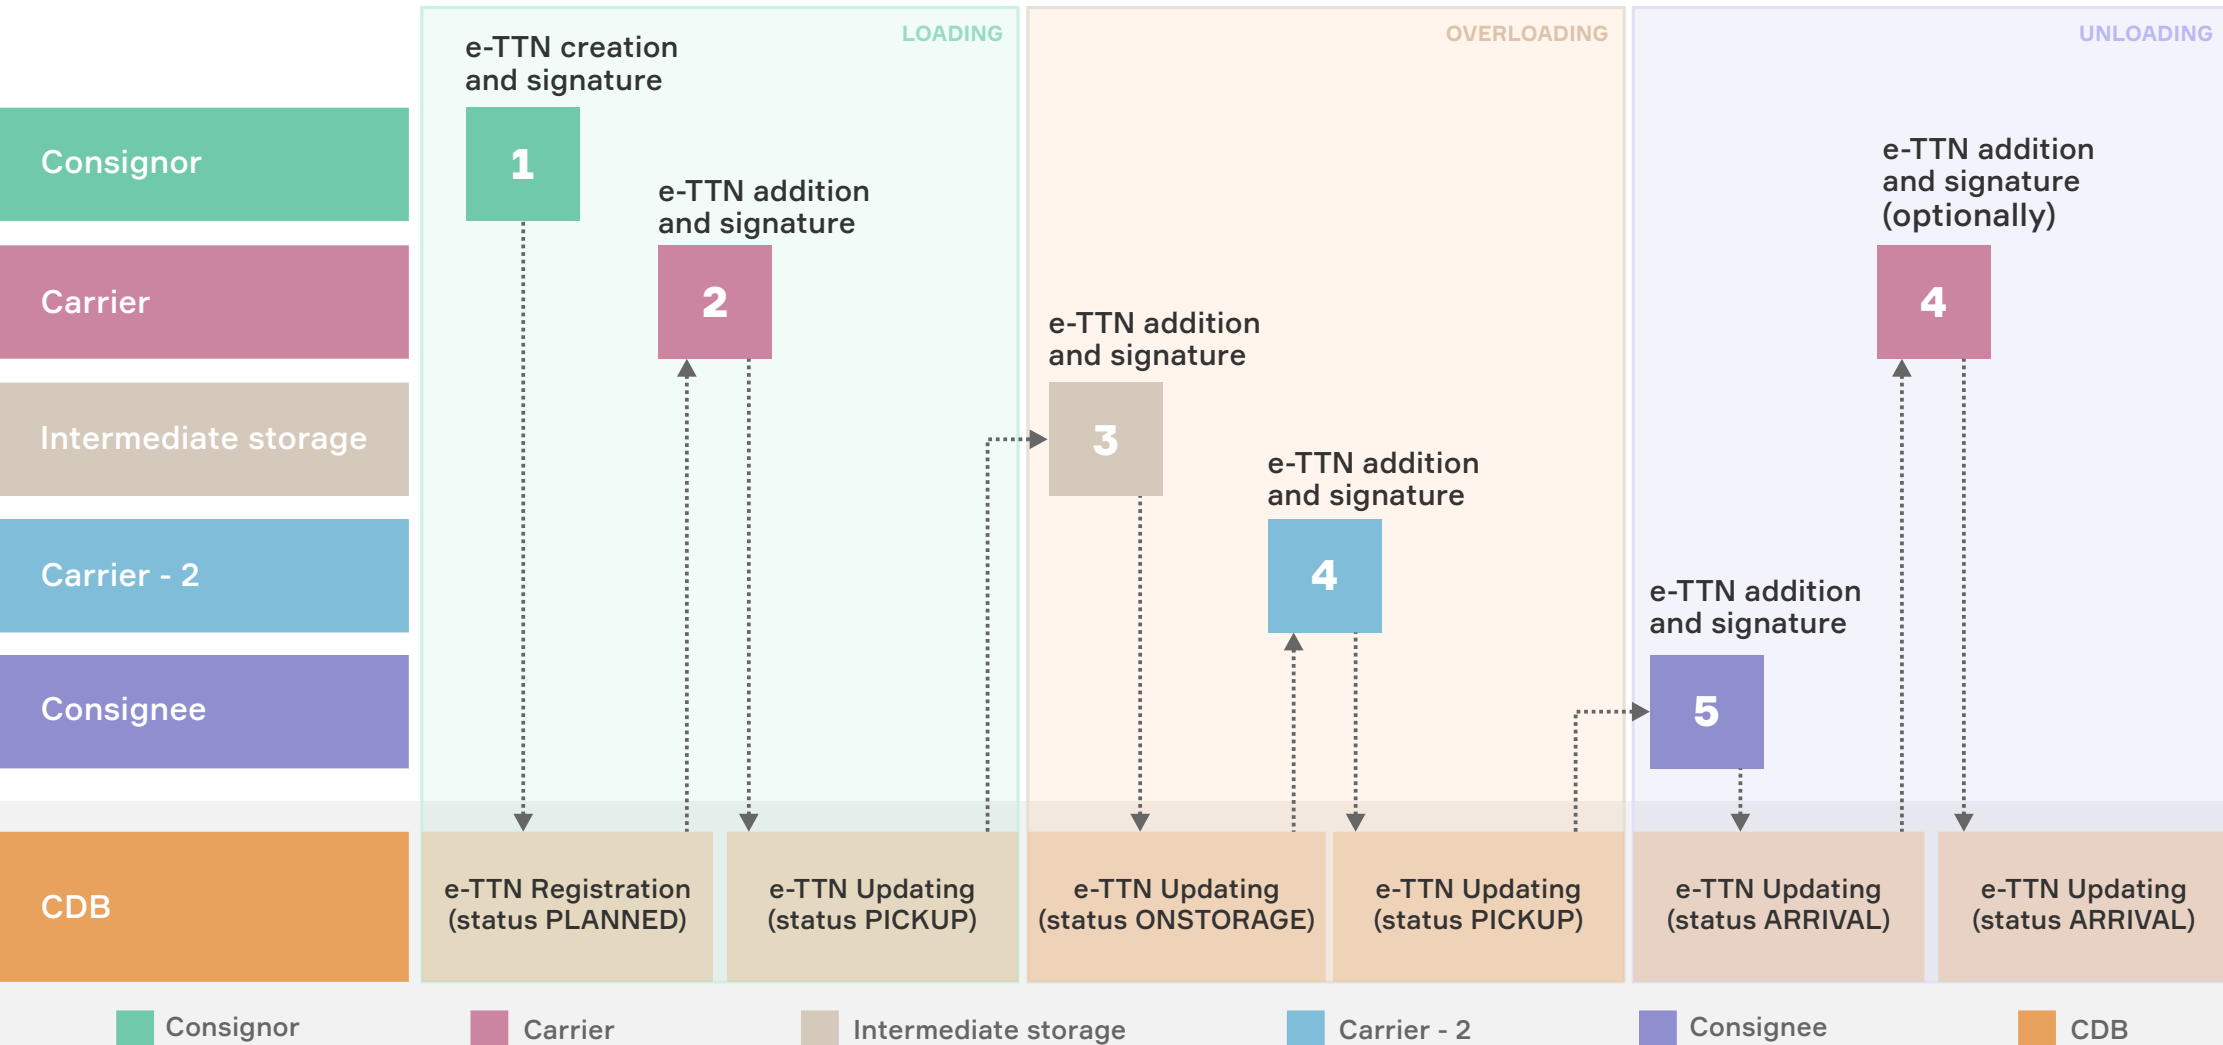 LOADING
OVERLOADING
UNLOADING
e-TTN creation
and signature
Consignor
1
e-TTN addition
and signature
e-TTN addition
and signature
(optionally)
Carrier
2
4
e-TTN addition
and signature
Intermediate storage
3
e-TTN addition
and signature
Carrier - 2
4
e-TTN addition
and signature
Consignee
5
CDB
e-TTN Registration
(status PLANNED)
e-TTN Updating
(status PICKUP)
e-TTN Updating
(status ONSTORAGE)
e-TTN Updating
(status PICKUP)
e-TTN Updating
(status ARRIVAL)
e-TTN Updating
(status ARRIVAL)
Consignor
Carrier
Intermediate storage
Carrier - 2
Consignee
CDB